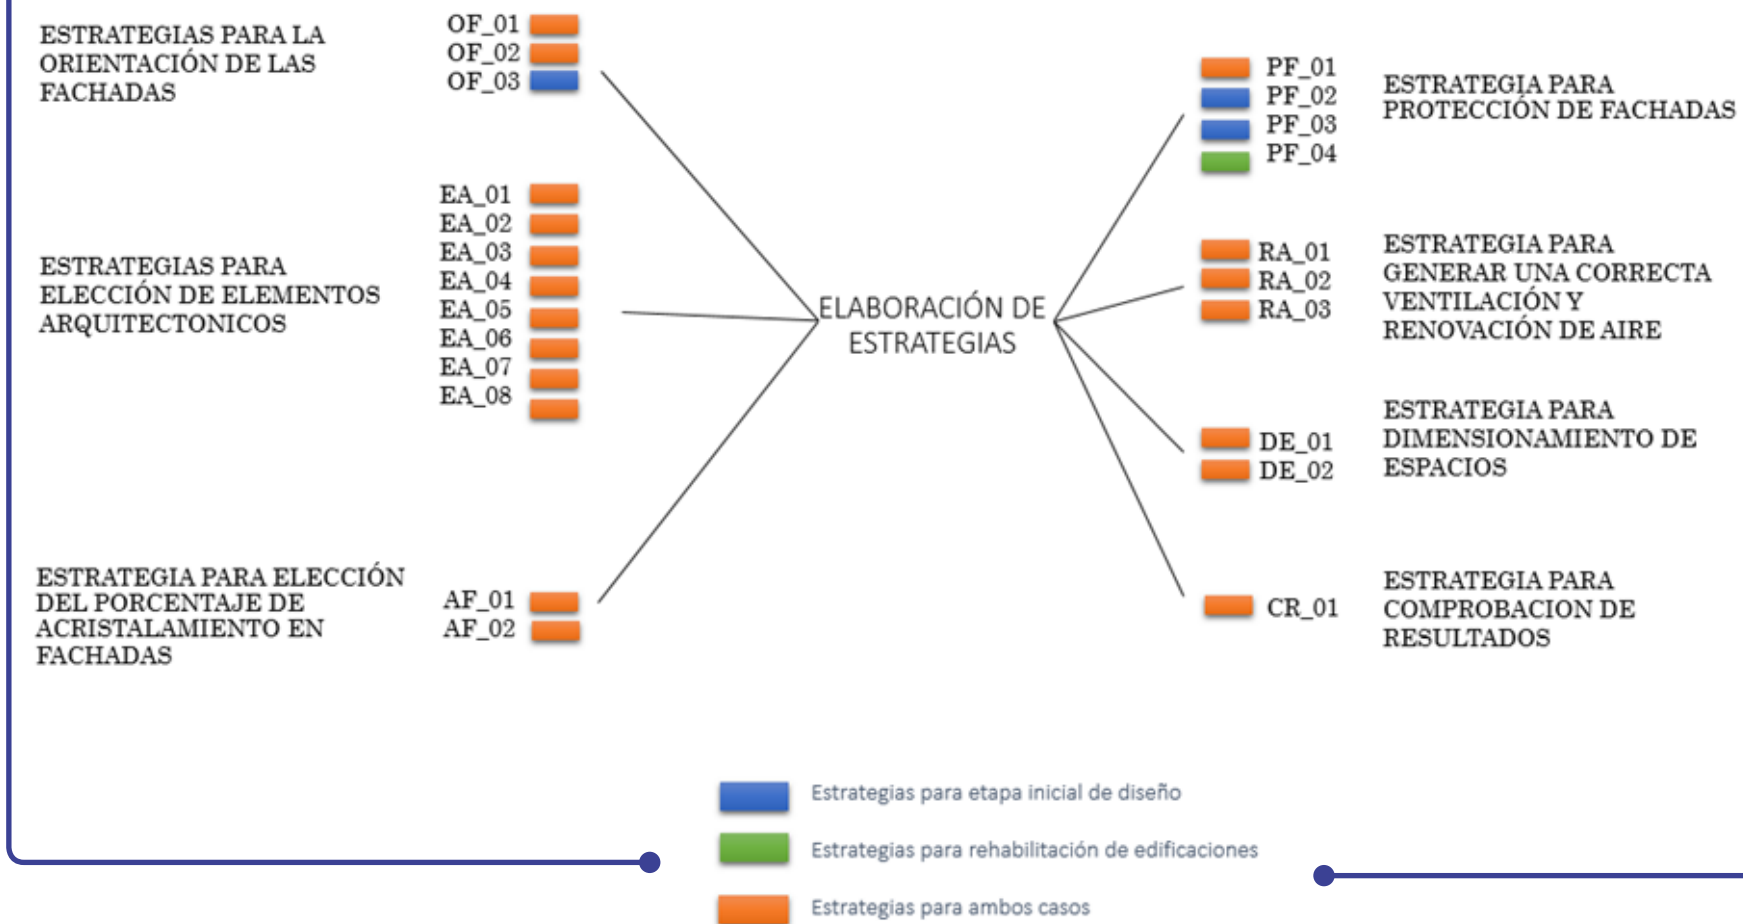 ESTRATEGIAS PARA LA
ORIENTACIÓN DE LAS
FACHADAS
OF_01
OF_02
OF_03
ESTRATEGIAS PARA
ELECCIÓN DE ELEMENTOS
ARQUITECTONICOS
EA_01
EA_02
EA_03
EA_04
EA_05
EA_06
EA_07
EA_08
ESTRATEGIA PARA ELECCIÓN
DEL PORCENTAJE DE
ACRISTALAMIENTO EN
FACHADAS
AF_01
AF_02
ELABORACIÓN DE
ESTRATEGIAS
PF_01
PF_02
PF_03
PF_04
ESTRATEGIA PARA
PROTECCIÓN DE FACHADAS
RA_01
RA_02
RA_03
ESTRATEGIA PARA
GENERAR UNA CORRECTA
VENTILACIÓN Y
RENOVACIÓN DE AIRE
DE_01
DE_02
ESTRATEGIA PARA
DIMENSIONAMIENTO DE
ESPACIOS
CR_01
ESTRATEGIA PARA
COMPROBACION DE
RESULTADOS
Estrategias para etapa inicial de diseño
Estrategias para rehabilitación de edificaciones
Estrategias para ambos casos